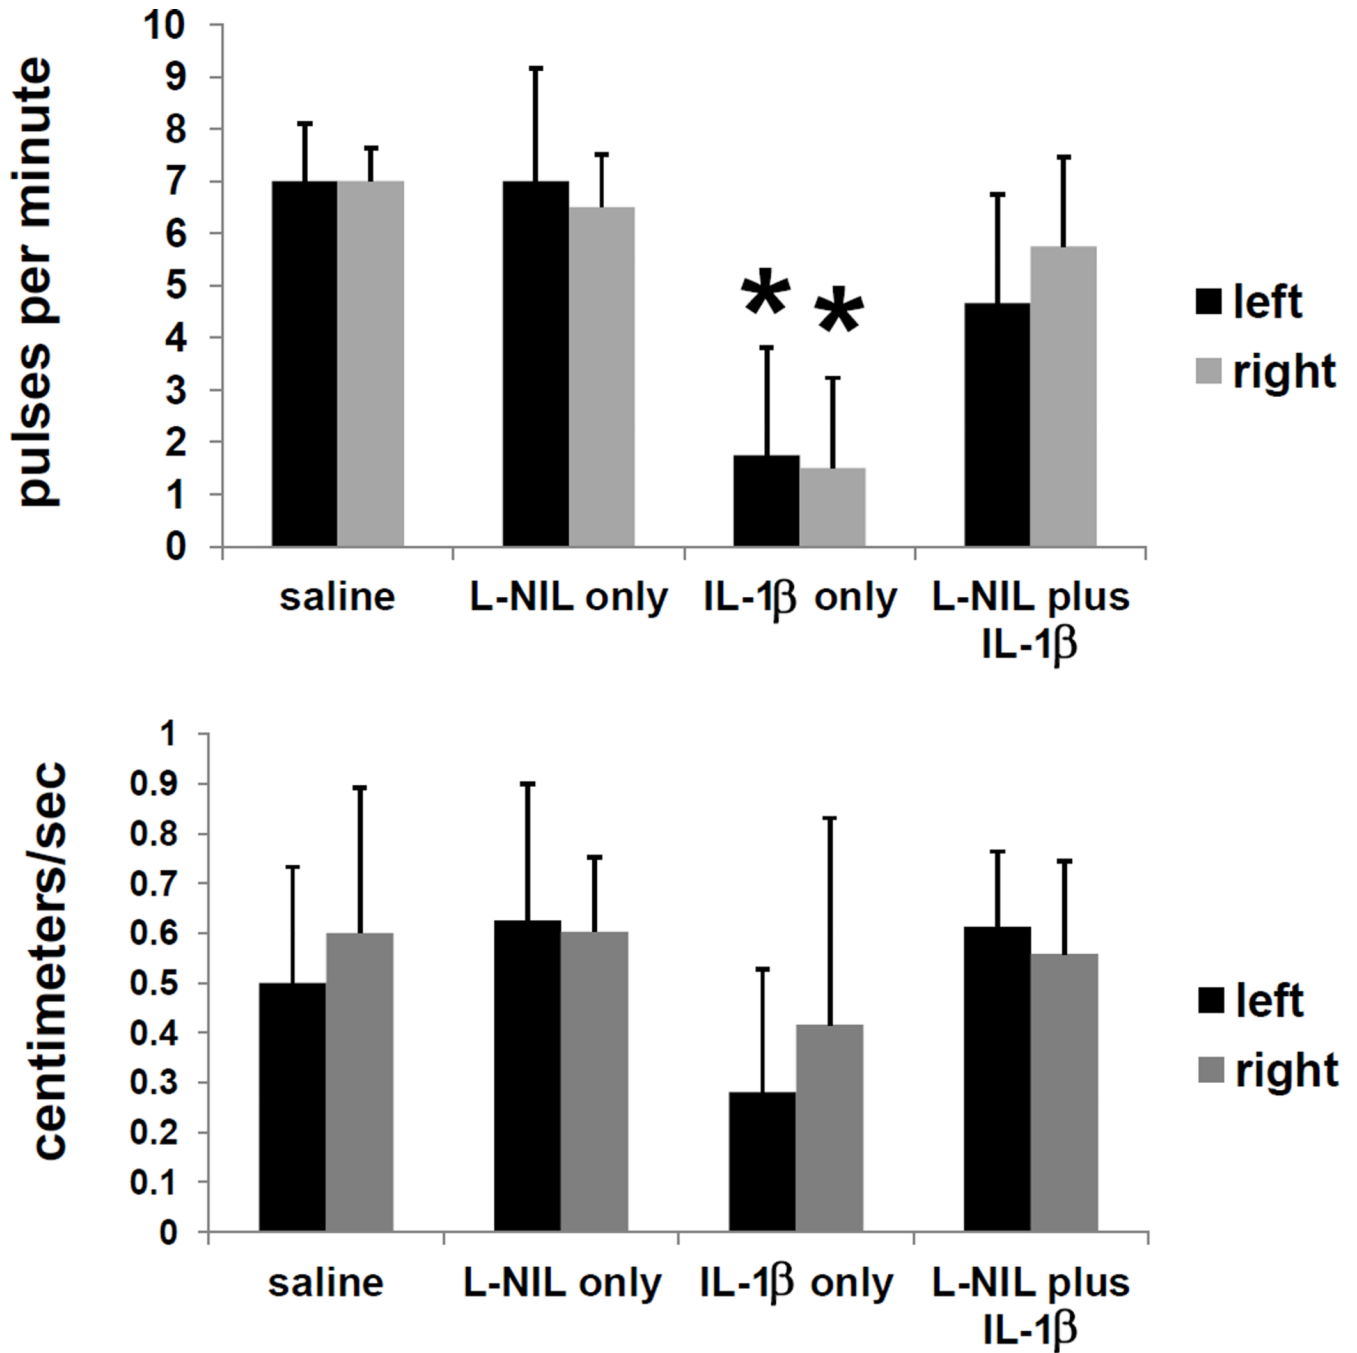 pulses per minute
10
9
8
7
6
5
4
3
2
1
0
* *
saline
L-NIL only
IL-1β only
L-NIL plus
IL-1β
left
right
centimeters/sec
1
0.9
0.8
0.7
0.6
0.5
0.4
0.3
0.2
0.1
0
saline
L-NIL only
IL-1β only
L-NIL plus
IL-1β
left
right